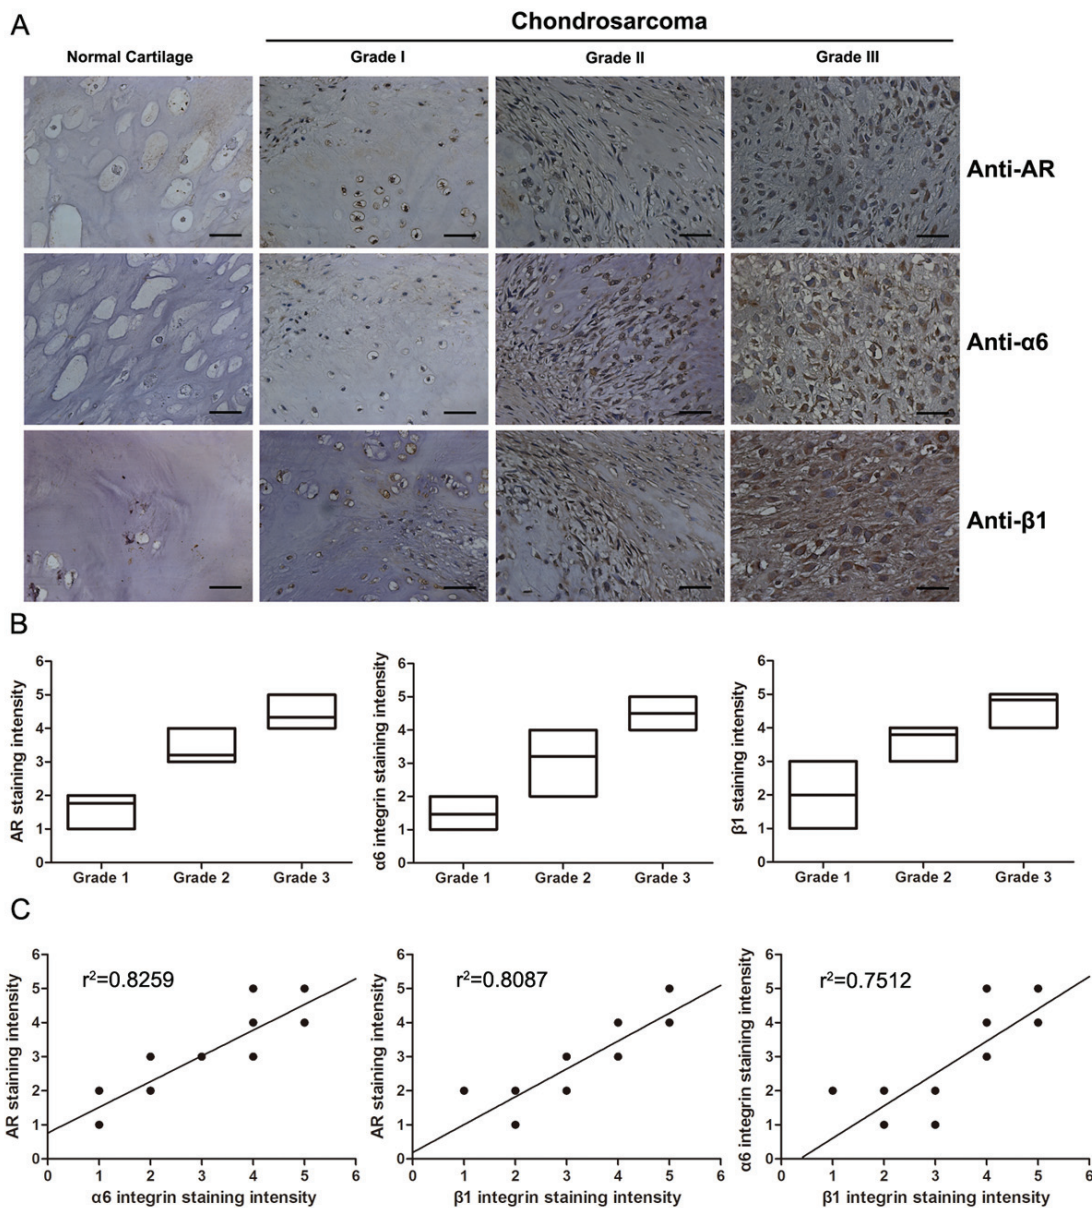 A
Chondrosarcoma
Normal Cartilage
Grade I
Grade II
Grade III
Anti-AR
Anti-α6
Anti-β1
B
AR staining intensity
6
5
4
3
2
1
0
Grade 1
Grade 2
Grade 3
α6 integrin staining intensity
6
5
4
3
2
1
0
Grade 1
Grade 2
Grade 3
β1 staining intensity
6
5
4
3
2
1
0
Grade 1
Grade 2
Grade 3
C
AR staining intensity
6
5
4
3
2
1
0
r²=0.8259
0 1 2 3 4 5 6
α6 integrin staining intensity
AR staining intensity
6
5
4
3
2
1
0
r²=0.8087
0 1 2 3 4 5 6
β1 integrin staining intensity
α6 integrin staining intensity
6
5
4
3
2
1
0
r²=0.7512
0 1 2 3 4 5 6
β1 integrin staining intensity